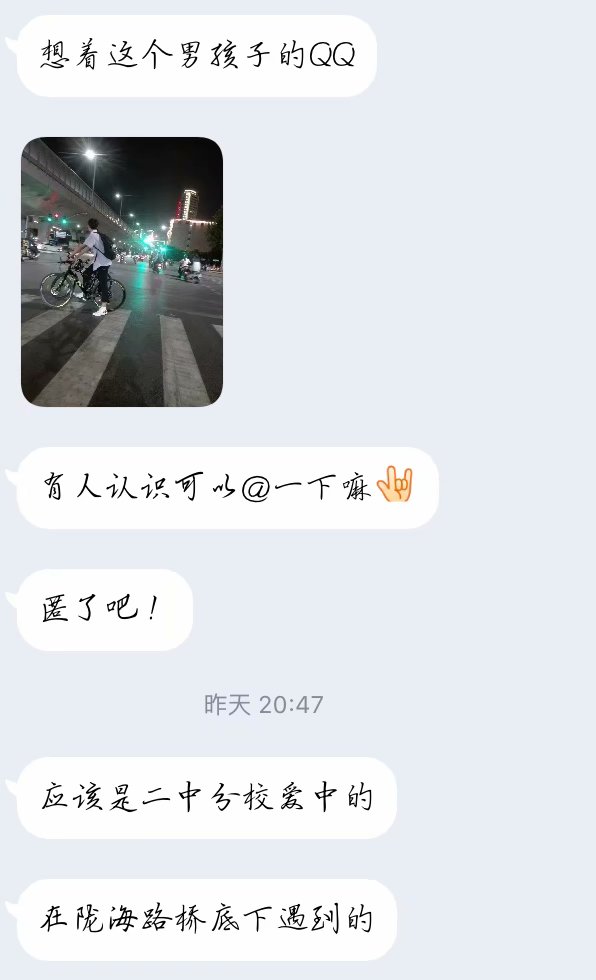 想着这个男孩子的QQ
有人认识可以@一下嘛🤟
匿了吧！
昨天 20:47
应该是二中分校爱中的
在陇海路桥底下遇到的